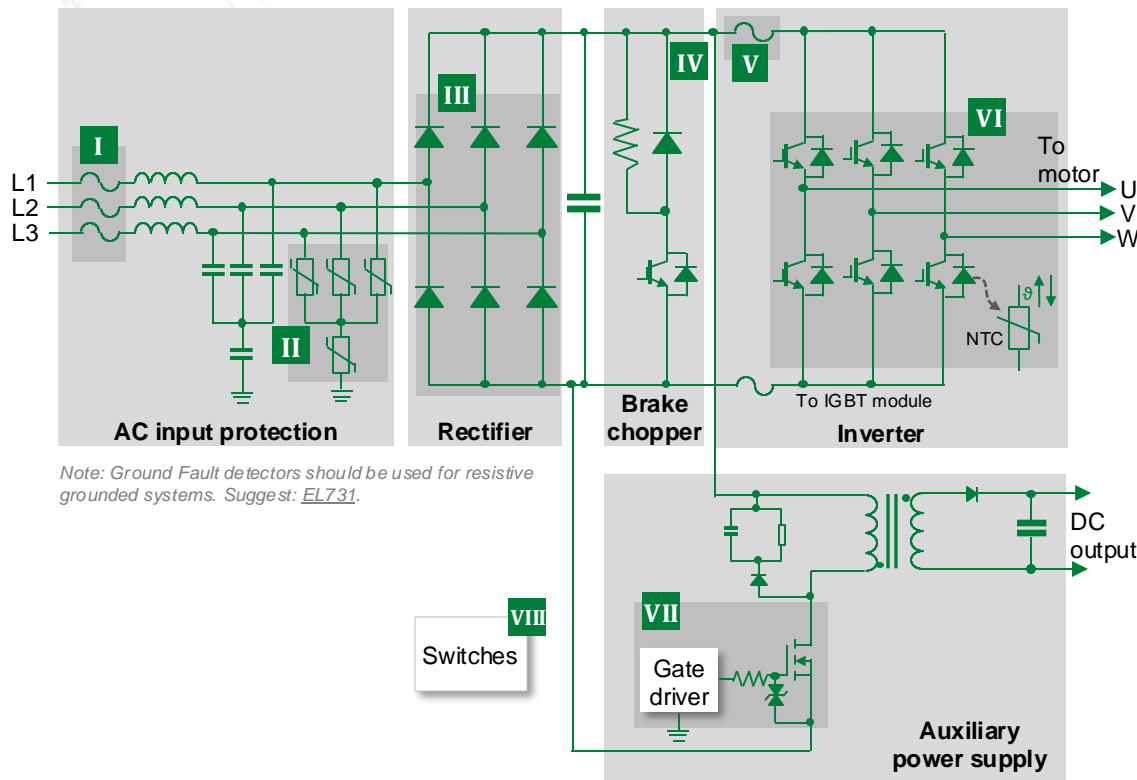 I
L1
L2
L3
II
AC input protection
III
Rectifier
IV
Brake
chopper
V
VI
To
motor
U
V
W
ϑ
NTC
To IGBT module
Inverter
Note: Ground Fault detectors should be used for resistive
grounded systems. Suggest: EL731.
DC
output
VII
Gate
driver
Auxiliary
power supply
VIII
Switches